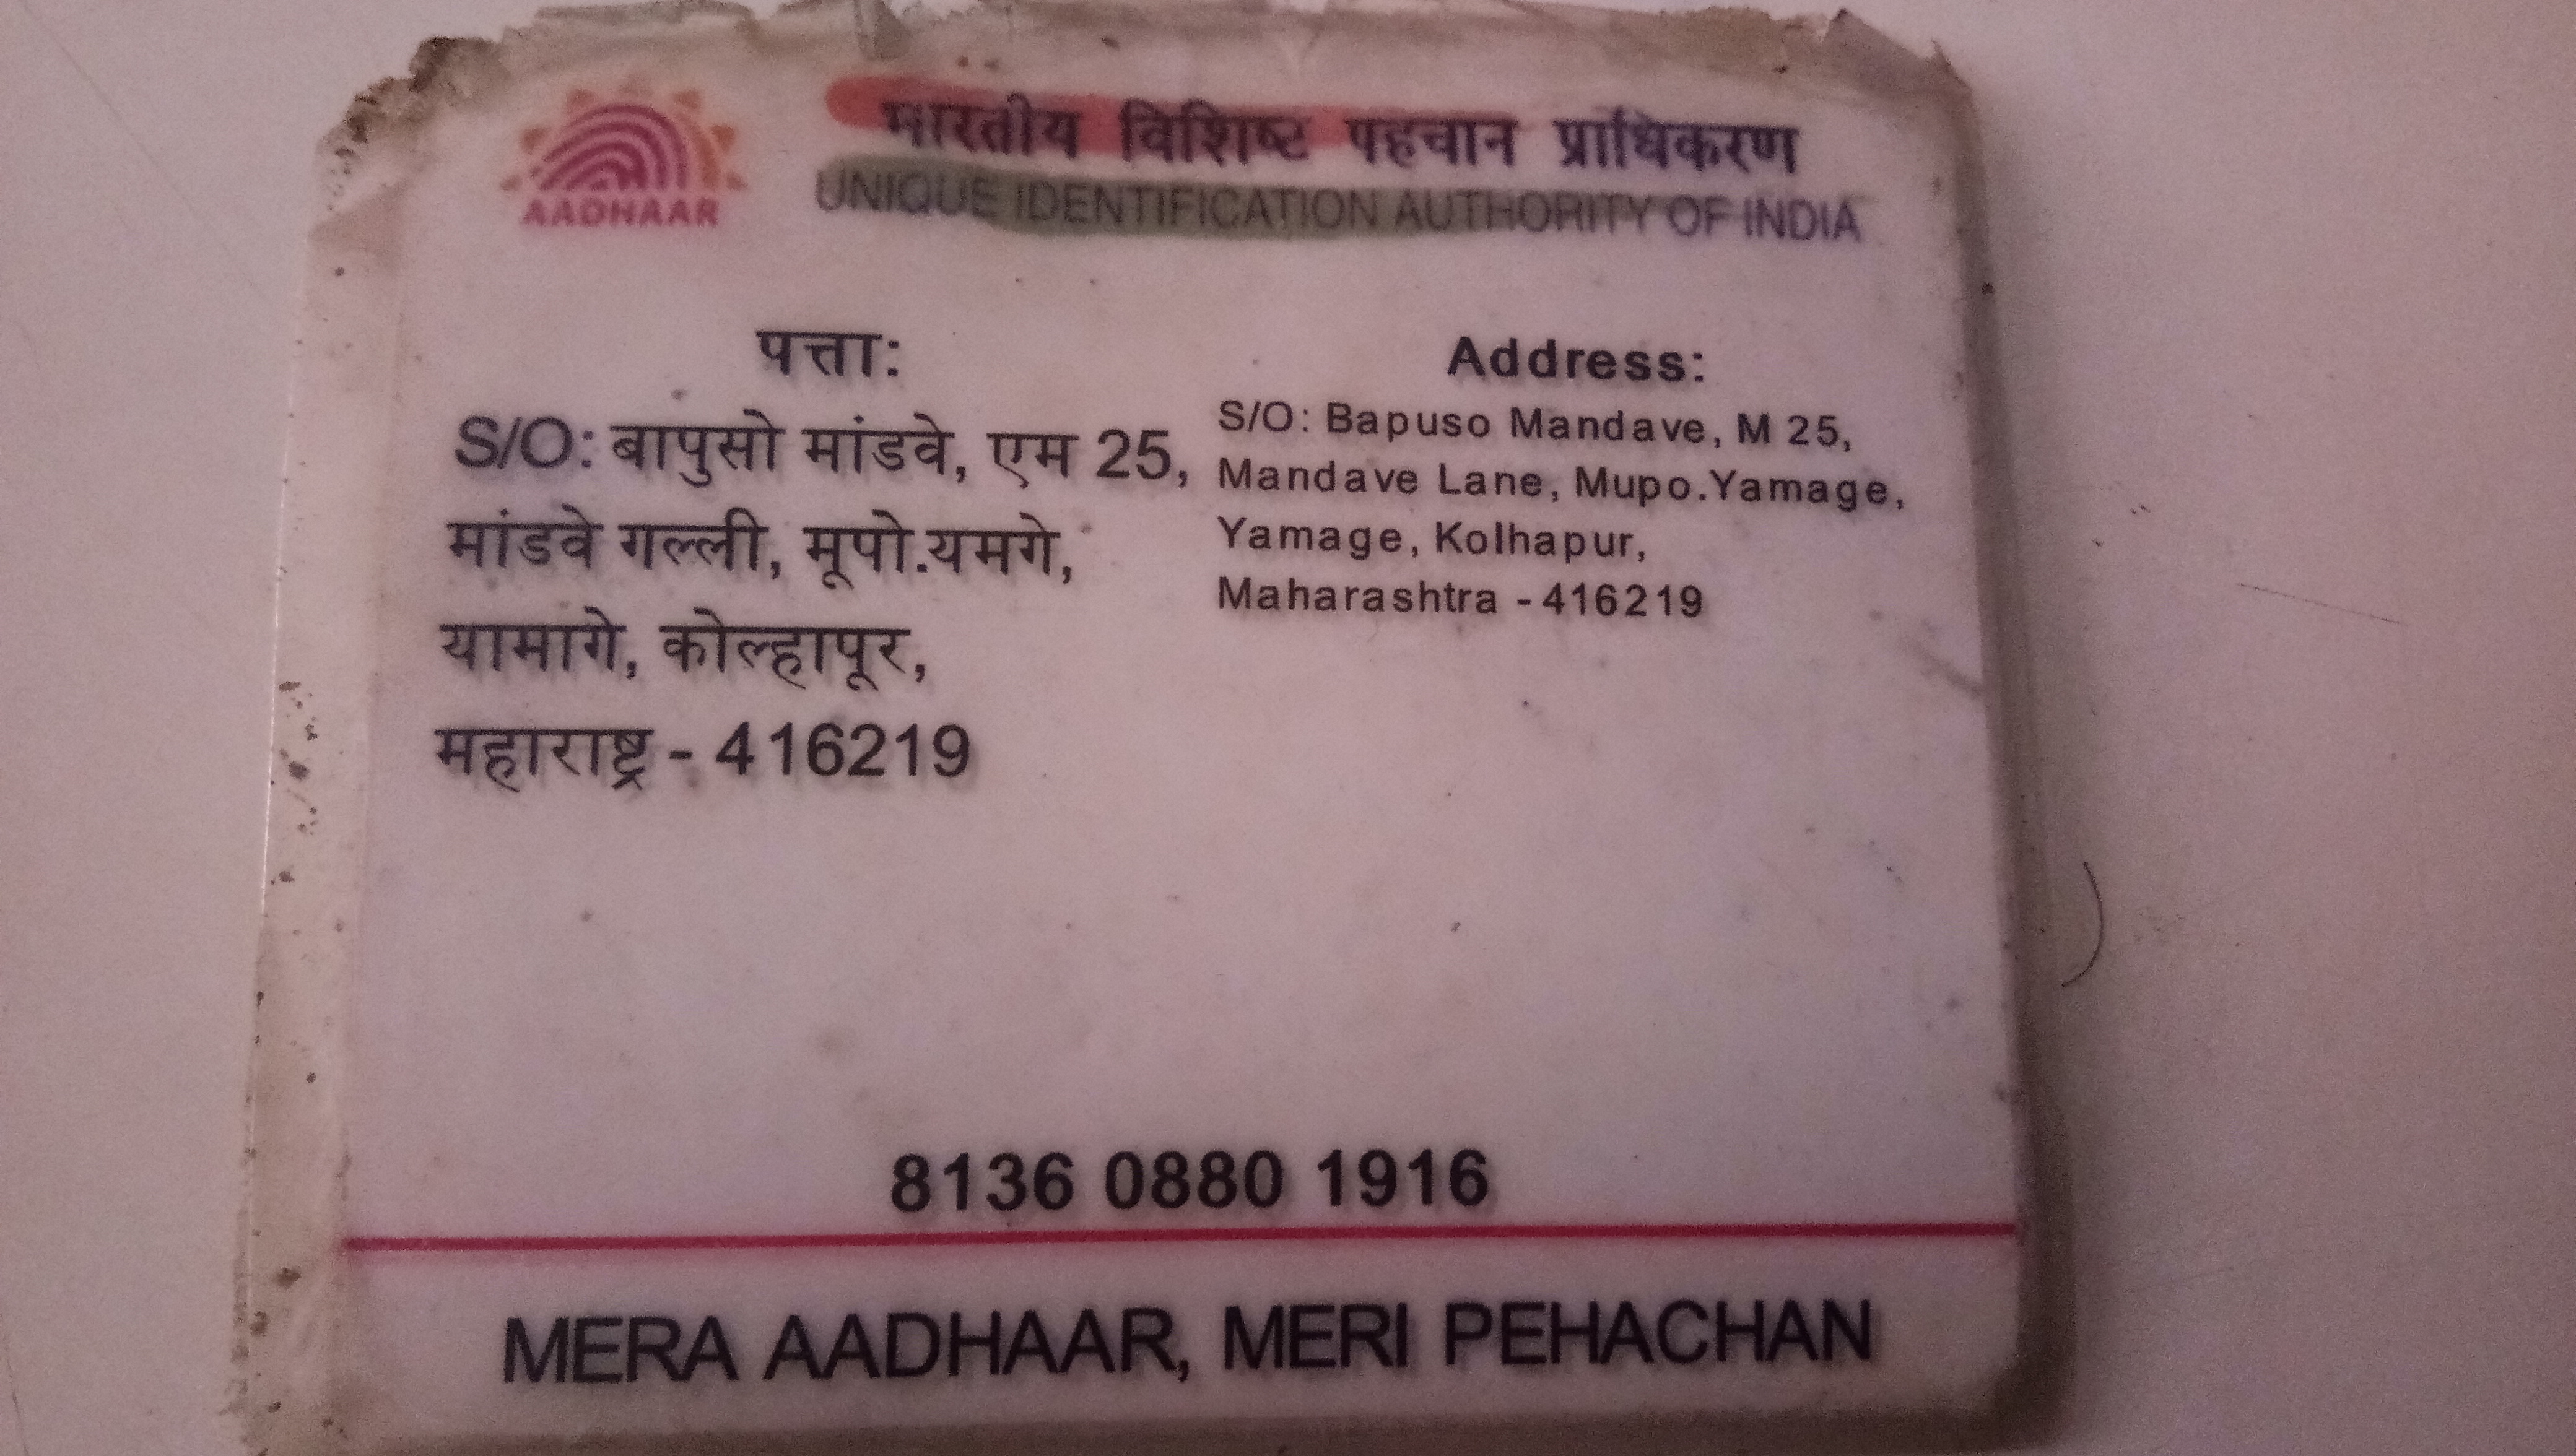 AADHAAR
भारतीय विशिष्ट पहचान प्राधिकरण
UNIQUE IDENTIFICATION AUTHORITY OF INDIA
पत्ता:
S/O: बापुसो मांडवे, एम 25,
मांडवे गल्ली, मूपो.यमगे,
यामागे, कोल्हापूर,
महाराष्ट्र - 416219
Address:
S/O: Bapuso Mandave, M 25,
Mandave Lane, Mupo.Yamage,
Yamage, Kolhapur,
Maharashtra - 416219
8136 0880 1916
MERA AADHAAR, MERI PEHACHAN